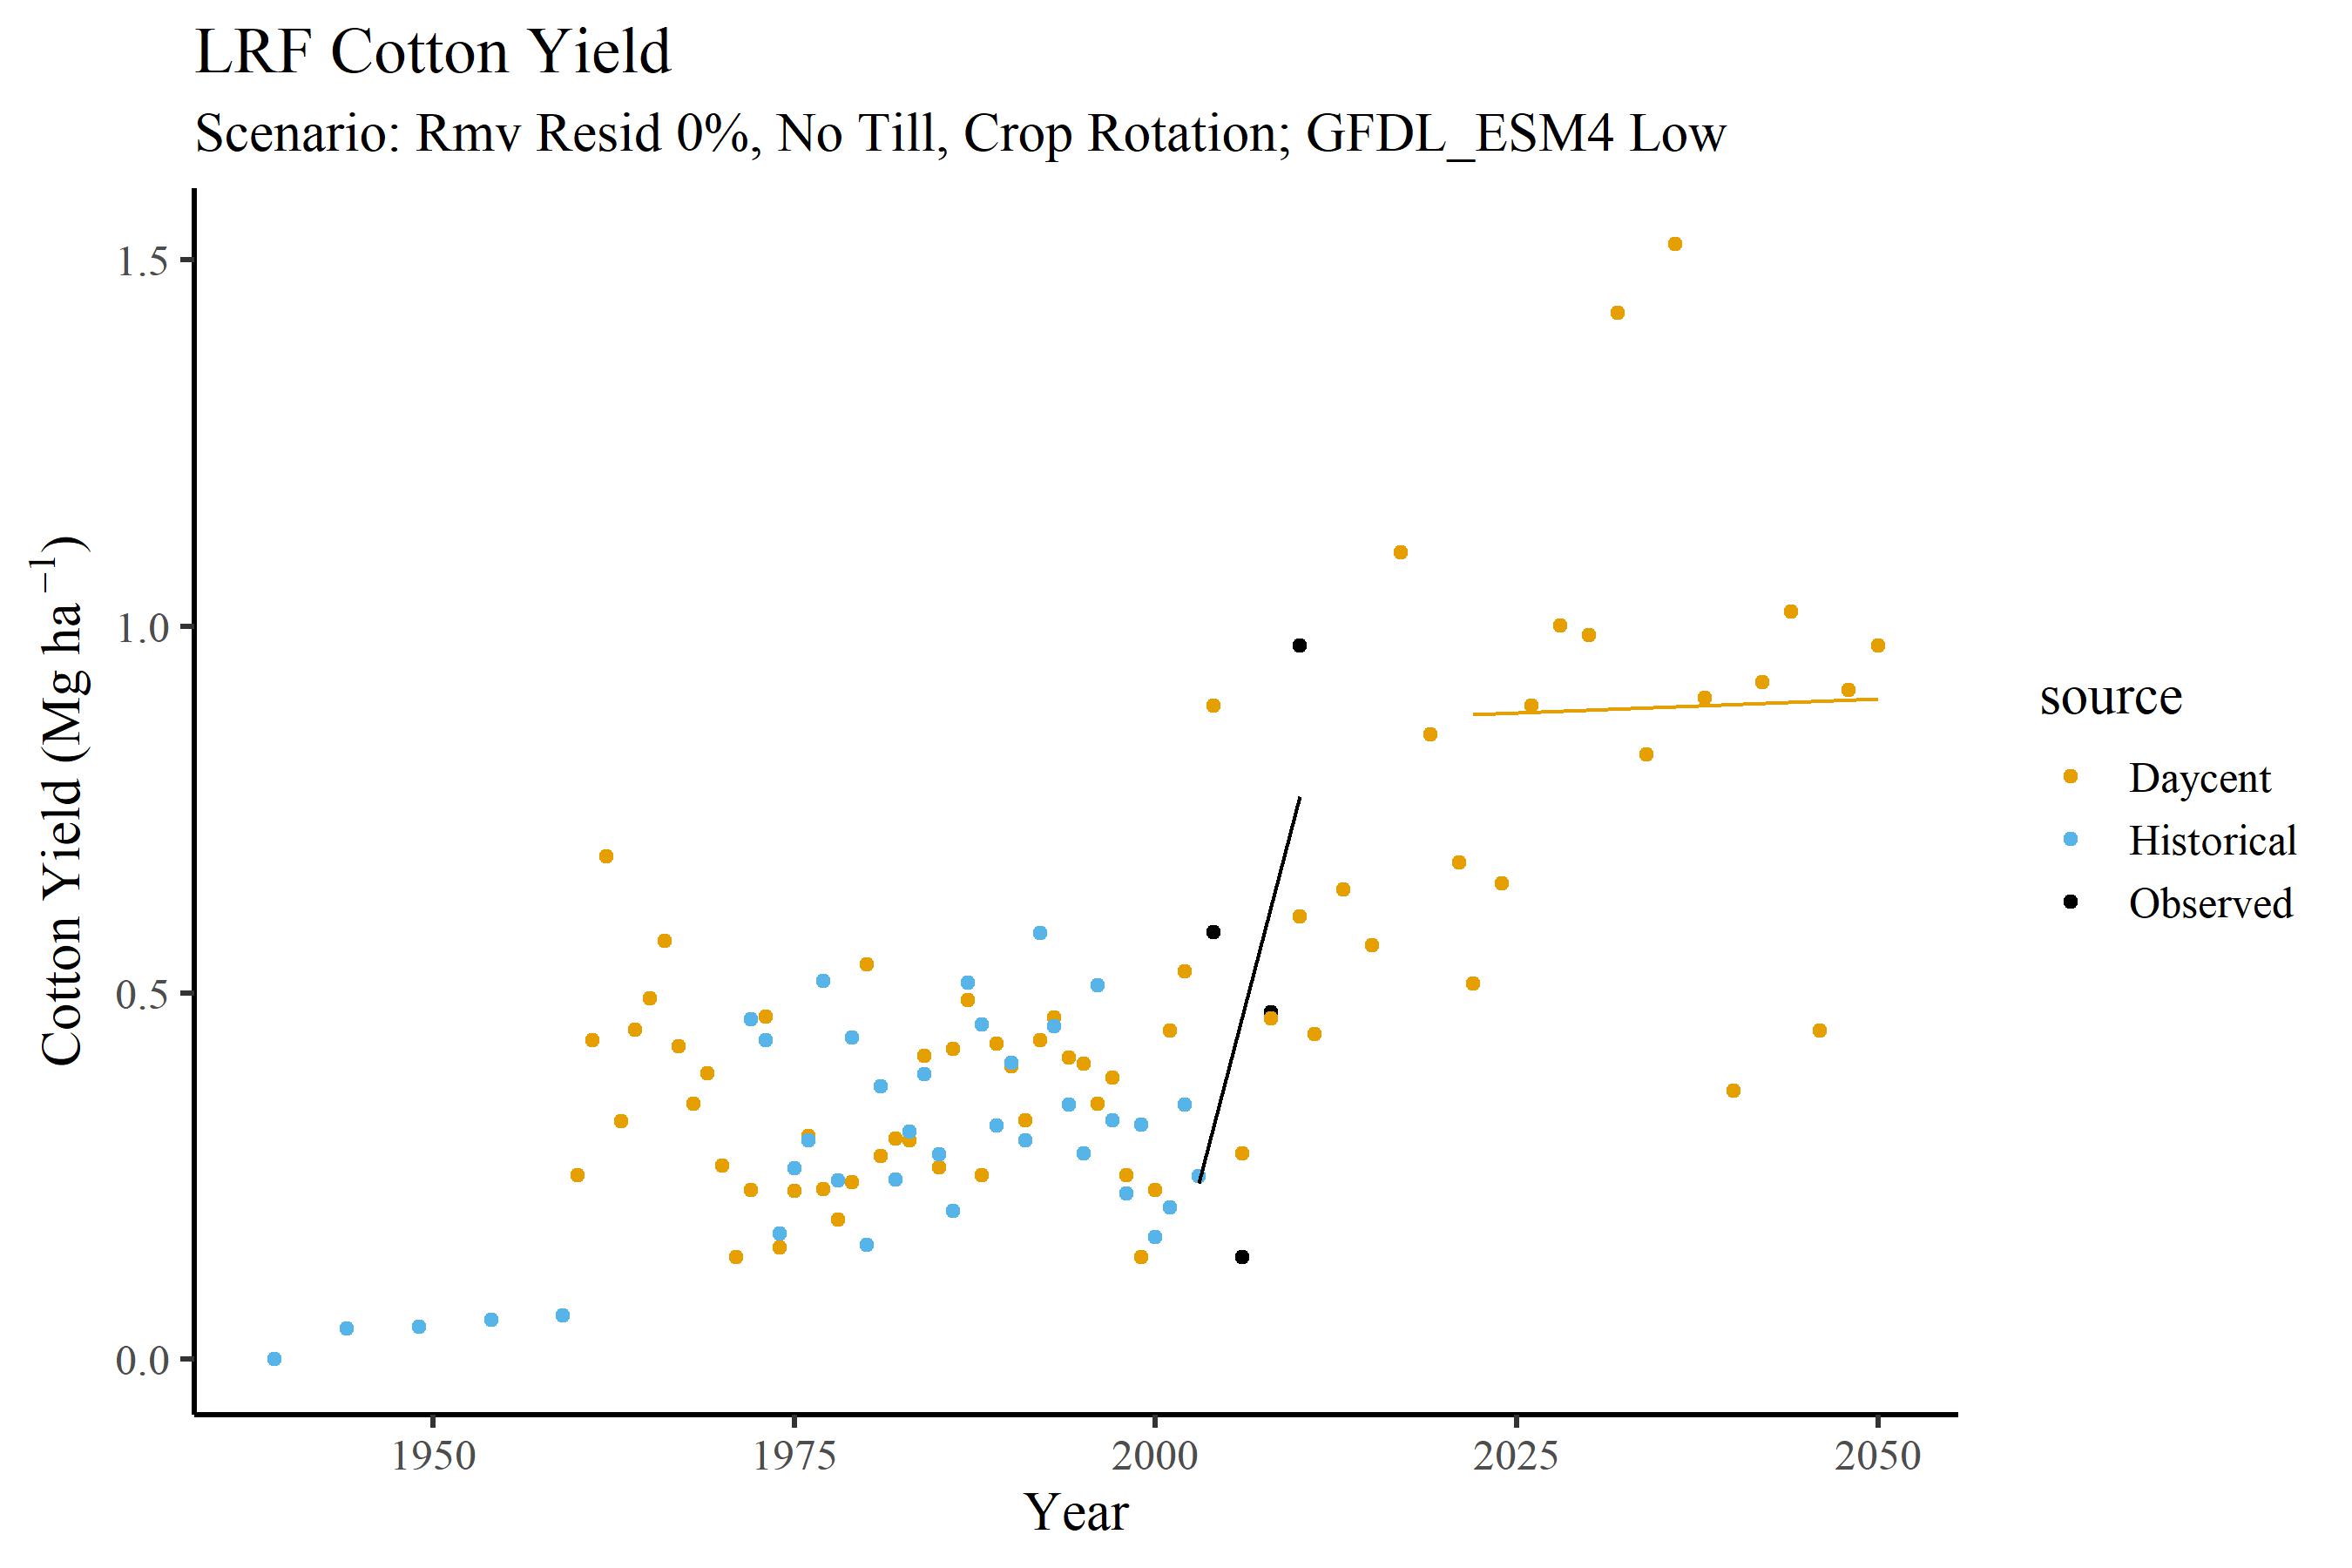 LRF Cotton Yield
Scenario: Rmv Resid 0%, No Till, Crop Rotation; GFDL_ESM4 Low
Cotton Yield (Mg ha⁻¹)
1.5
1.0
0.5
0.0
1950 1975 2000 2025 2050
Year
source
Daycent
Historical
Observed